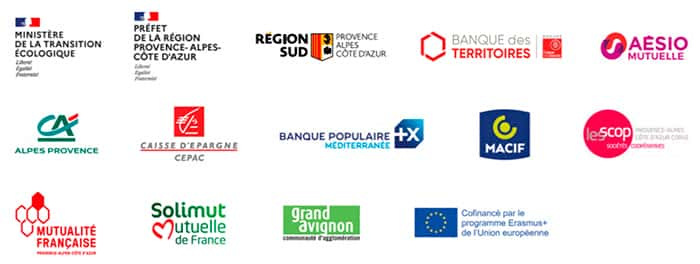 MINISTÈRE
DE LA TRANSITION
ÉCOLOGIQUE
Liberté
Égalité
Fraternité
PRÉFET
DE LA RÉGION
PROVENCE-ALPES-
CÔTE D'AZUR
Liberté
Égalité
Fraternité
RÉGION
SUD
PROVENCE
ALPES
CÔTE D'AZUR
BANQUE des
TERRITOIRES
AÉSIO
MUTUELLE
CA
ALPES PROVENCE
CAISSE D'EPARGNE
CEPAC
BANQUE POPULAIRE
MÉDITERRANÉE
+X
MACIF
les scop
PROVENCE-ALPES
CÔTE D'AZUR CORSE
SOCIÉTÉS COOPÉRATIVES
MUTUALITÉ
FRANÇAISE
PROVENCE-ALPES-CÔTE D'AZUR
Solimut
Mutuelle
de France
grand
avignon
communauté d'agglomération
Cofinancé par le
programme Erasmus+
de l'Union européenne